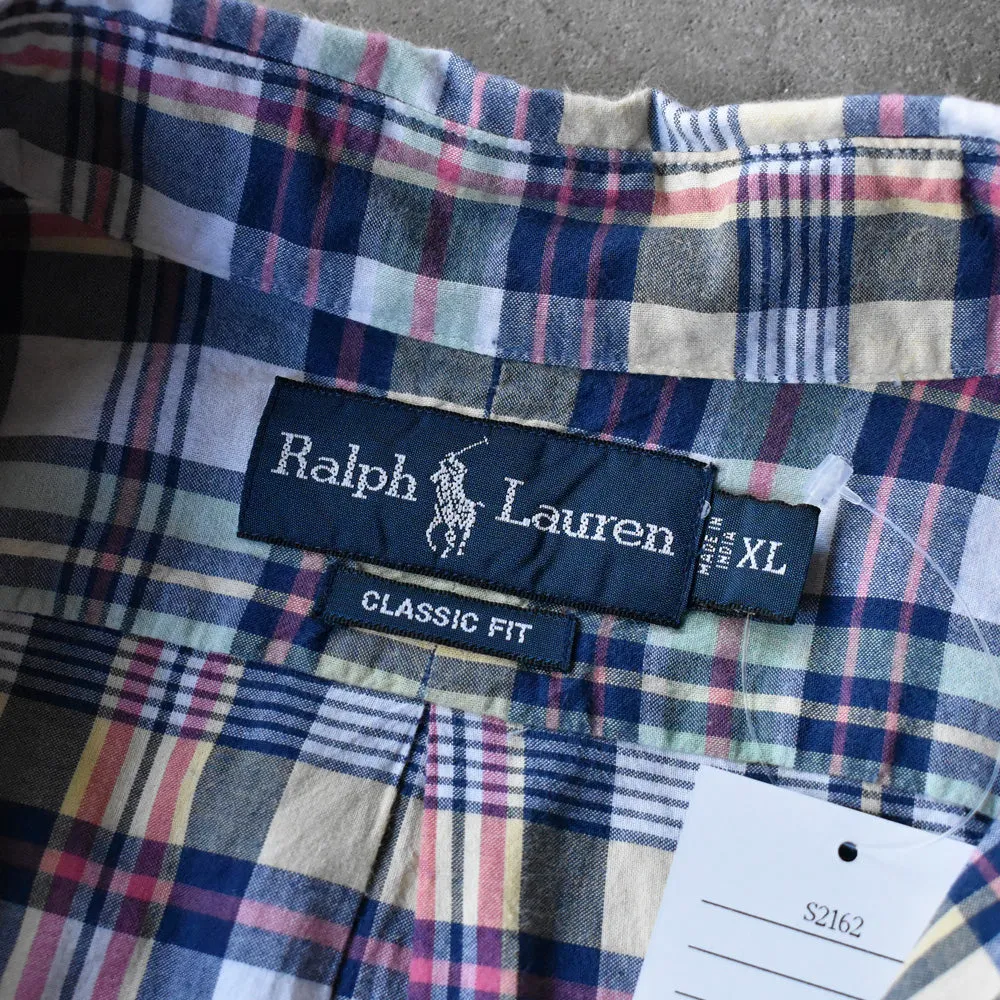 Ralph Lauren
MADE IN
INDIA
XL
CLASSIC FIT
S2162